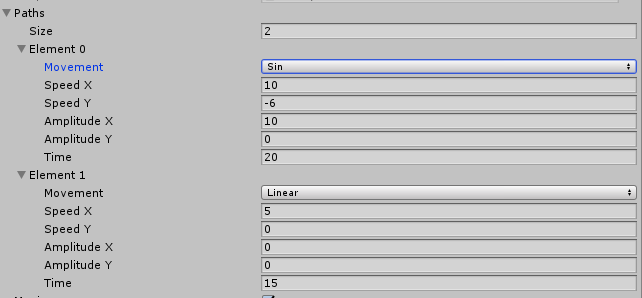 Paths
Size 2
Element 0
Movement Sin
Speed X 10
Speed Y -6
Amplitude X 10
Amplitude Y 0
Time 20
Element 1
Movement Linear
Speed X 5
Speed Y 0
Amplitude X 0
Amplitude Y 0
Time 15